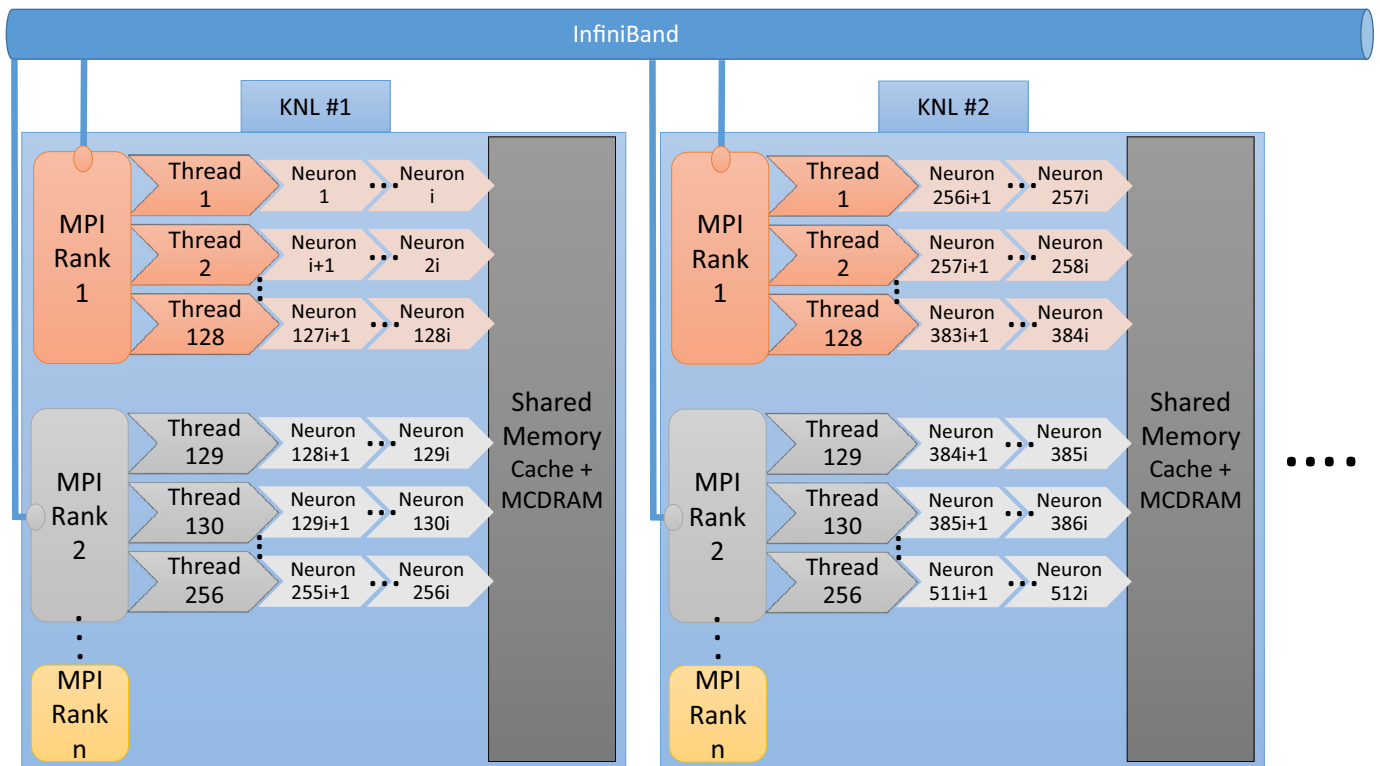 InfiniBand
KNL #1
MPI
Rank
1
Thread
1
Neuron
1
Neuron
i
Thread
2
Neuron
i+1
Neuron
2i
Thread
128
Neuron
127i+1
Neuron
128i
MPI
Rank
2
Thread
129
Neuron
128i+1
Neuron
129i
Thread
130
Neuron
129i+1
Neuron
130i
Thread
256
Neuron
255i+1
Neuron
256i
MPI
Rank
n
Shared
Memory
Cache +
MCDRAM
KNL #2
MPI
Rank
1
Thread
1
Neuron
256i+1
Neuron
257i
Thread
2
Neuron
257i+1
Neuron
258i
Thread
128
Neuron
383i+1
Neuron
384i
MPI
Rank
2
Thread
129
Neuron
384i+1
Neuron
385i
Thread
130
Neuron
385i+1
Neuron
386i
Thread
256
Neuron
511i+1
Neuron
512i
MPI
Rank
n
Shared
Memory
Cache +
MCDRAM